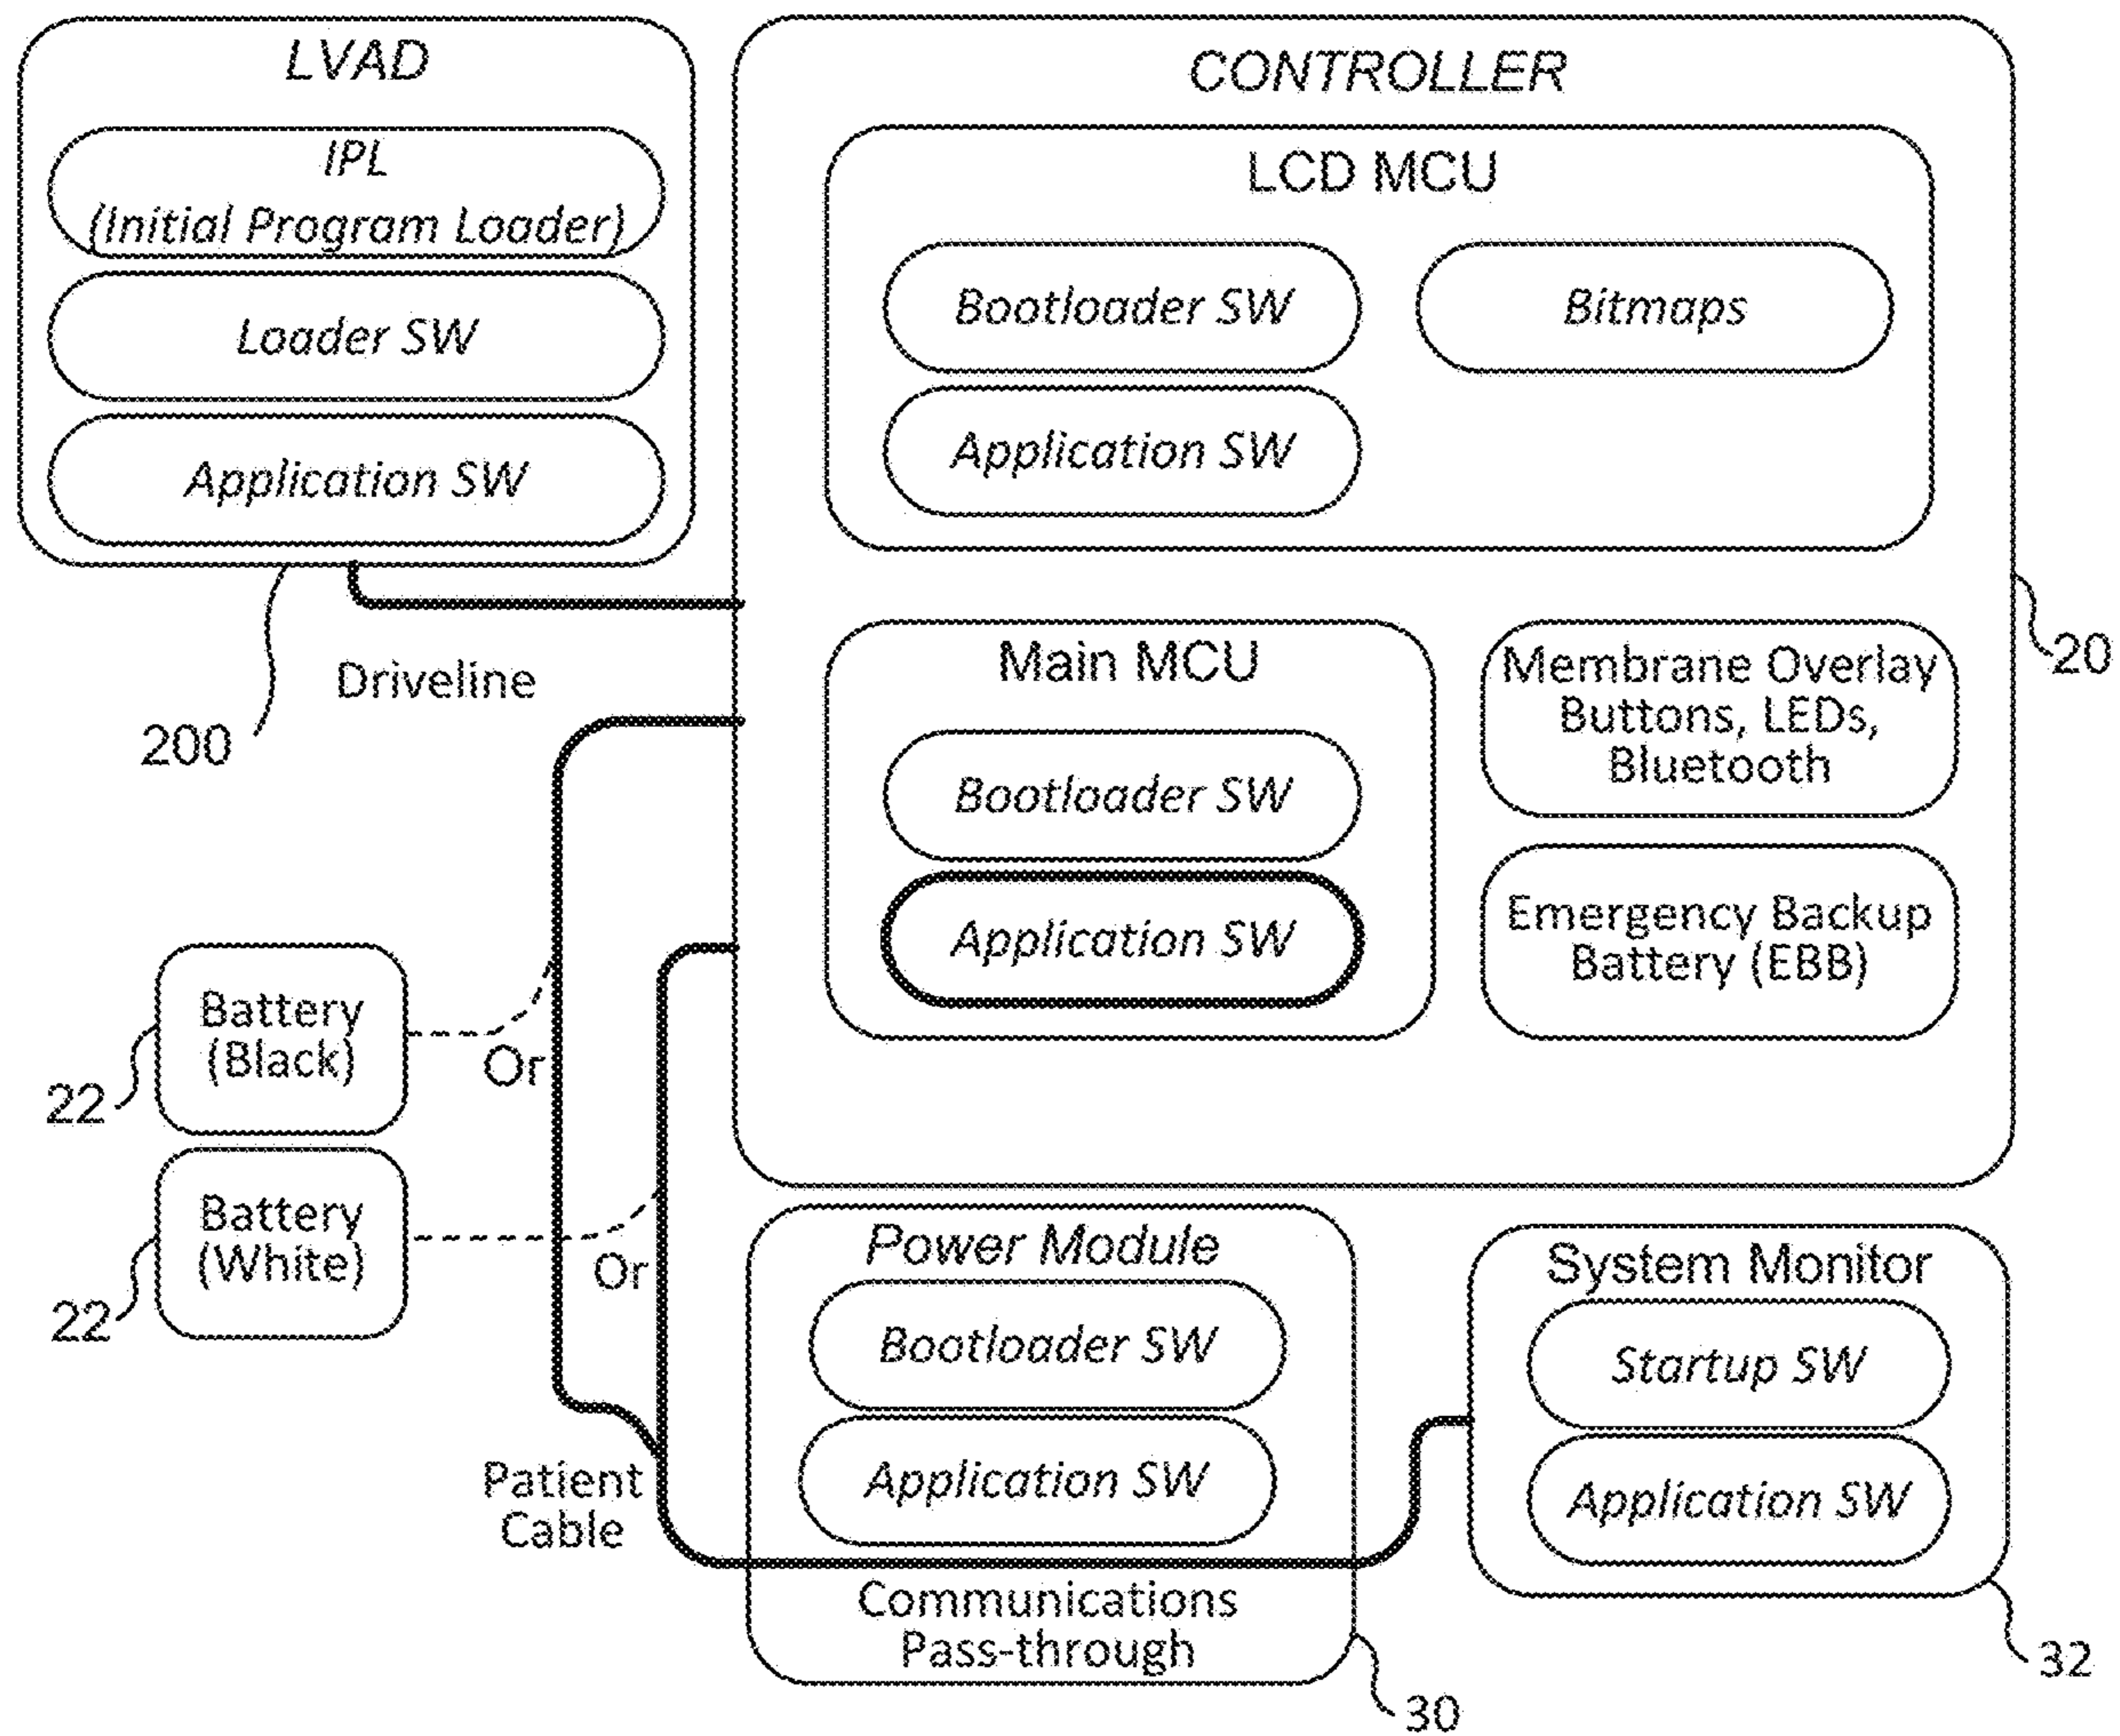 LVAD
IPL
(Initial Program Loader)
Loader SW
Application SW
200
Driveline
CONTROLLER
LCD MCU
Bootloader SW
Bitmaps
Application SW
20
Main MCU
Bootloader SW
Application SW
Membrane Overlay
Buttons, LEDs,
Bluetooth
Emergency Backup
Battery (EBB)
Battery
(Black)
22
Or
Battery
(White)
22
Or
Patient
Cable
Power Module
Bootloader SW
Application SW
Communications
Pass-through
30
System Monitor
Startup SW
Application SW
32